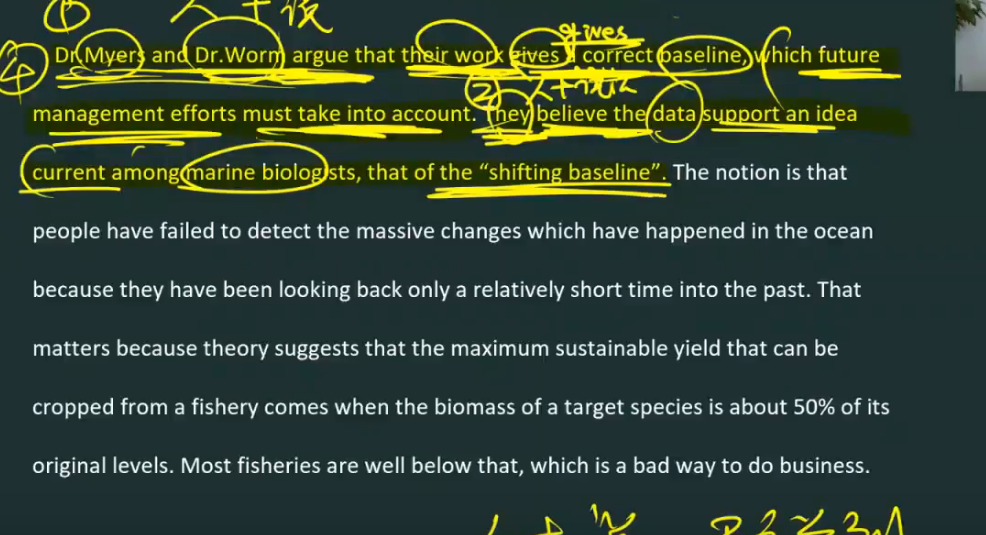 ① 人 + 被
gives
④ Dr.Myers and Dr.Worm argue that their work gives a correct baseline, which future
②
management efforts must take into account. They believe the data support an idea
current among marine biologists, that of the “shifting baseline”. The notion is that
people have failed to detect the massive changes which have happened in the ocean
because they have been looking back only a relatively short time into the past. That
matters because theory suggests that the maximum sustainable yield that can be
cropped from a fishery comes when the biomass of a target species is about 50% of its
original levels. Most fisheries are well below that, which is a bad way to do business.